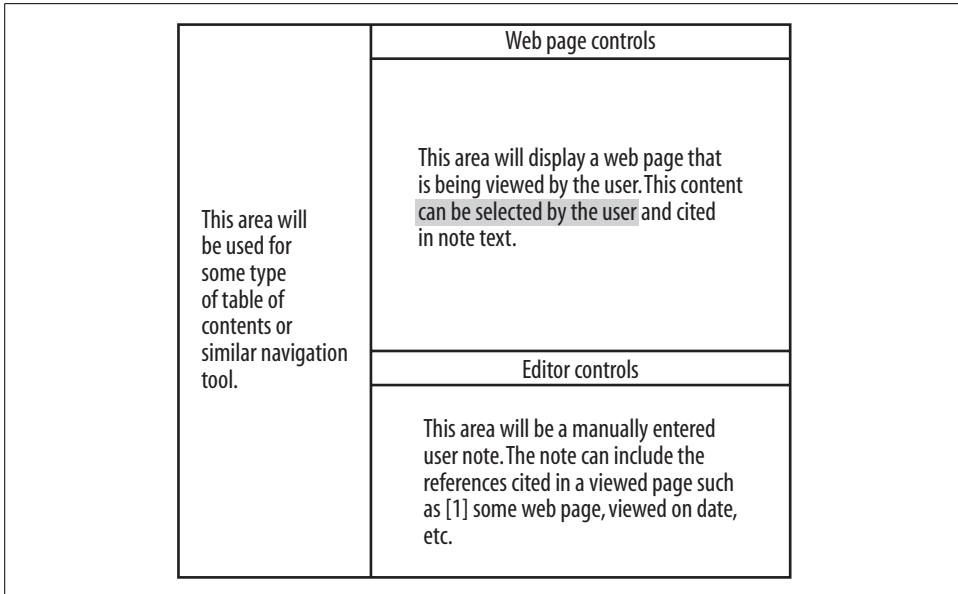 This area will
be used for
some type
of table of
contents or
similar navigation
tool.
Web page controls
This area will display a web page that
is being viewed by the user. This content
can be selected by the user and cited
in note text.
Editor controls
This area will be a manually entered
user note. The note can include the
references cited in a viewed page such
as [1] some web page, viewed on date,
etc.